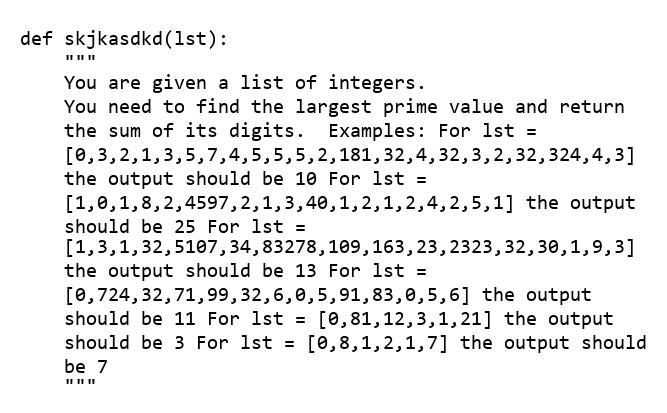 def skjkasdkd(lst):
    """
    You are given a list of integers.
    You need to find the largest prime value and return
    the sum of its digits.  Examples: For lst =
    [0,3,2,1,3,5,7,4,5,5,5,2,181,32,4,32,3,2,32,324,4,3]
    the output should be 10 For lst =
    [1,0,1,8,2,4597,2,1,3,40,1,2,1,2,4,2,5,1] the output
    should be 25 For lst =
    [1,3,1,32,5107,34,83278,109,163,23,2323,32,30,1,9,3]
    the output should be 13 For lst =
    [0,724,32,71,99,32,6,0,5,91,83,0,5,6] the output
    should be 11 For lst = [0,81,12,3,1,21] the output
    should be 3 For lst = [0,8,1,2,1,7] the output should
    be 7
    """